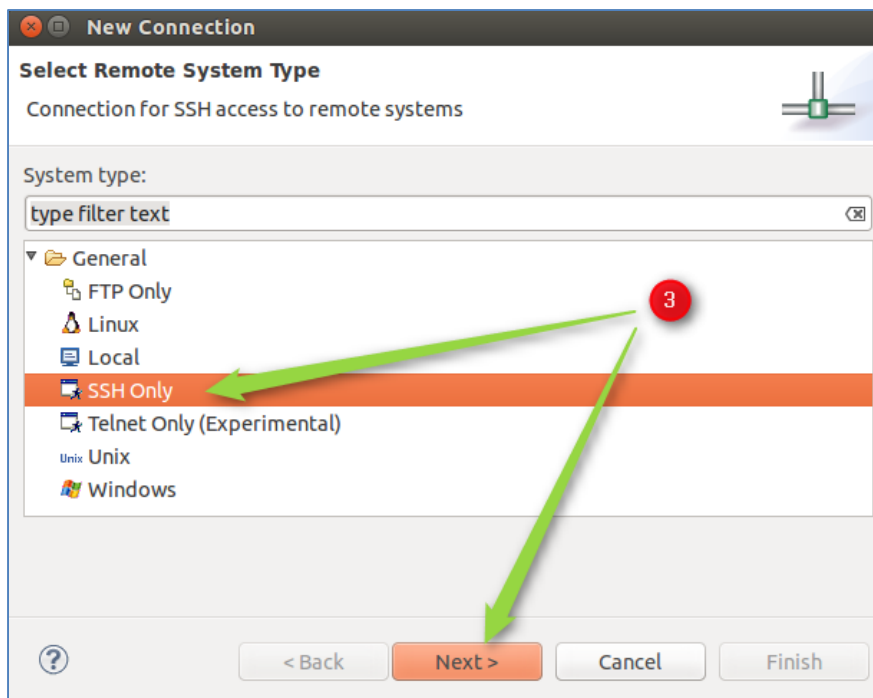 New Connection
Select Remote System Type
Connection for SSH access to remote systems
System type:
type filter text
General
FTP Only
Linux
3
Local
SSH Only
Telnet Only (Experimental)
Unix Unix
Windows
? < Back Next > Cancel Finish